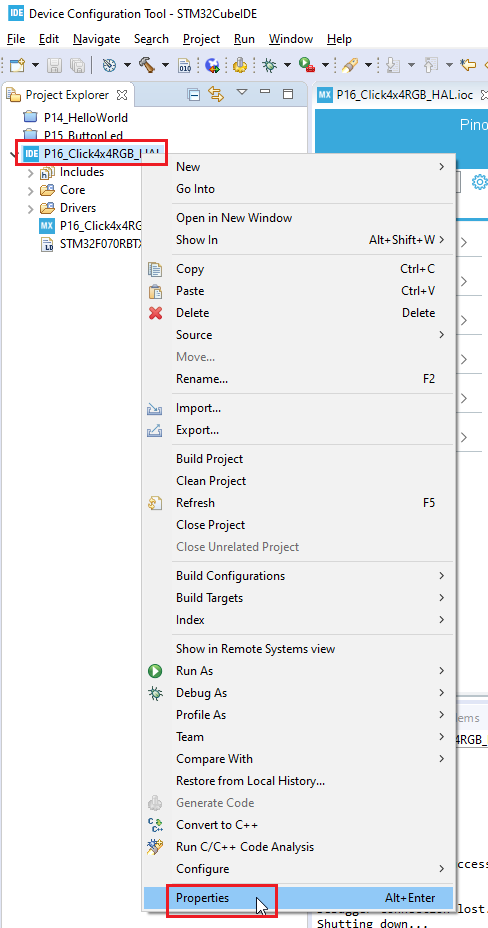 IDE Device Configuration Tool - STM32CubeIDE
File Edit Navigate Search Project Run Window Help
010
Project Explorer
MX P16_Click4x4RGB_HAL.ioc
P14_HelloWorld
Pino
P15_ButtonLed
IDE P16_Click4x4RGB_HAL
Includes
Core
Drivers
MX P16_Click4x4RG
STM32F070RBTX
New
Go Into
Open in New Window
Show In Alt+Shift+W
Copy Ctrl+C
Paste Ctrl+V
Delete Delete
Source
Move...
Rename... F2
Import...
Export...
Build Project
Clean Project
Refresh F5
Close Project
Close Unrelated Project
Build Configurations
Build Targets
Index
Show in Remote Systems view
Run As
Debug As
Profile As
Team
Compare With
Restore from Local History...
Generate Code
Convert to C++
Run C/C++ Code Analysis
Configure
Properties Alt+Enter
ems
4RGB_
ccess
connection lost.
Shutting down...